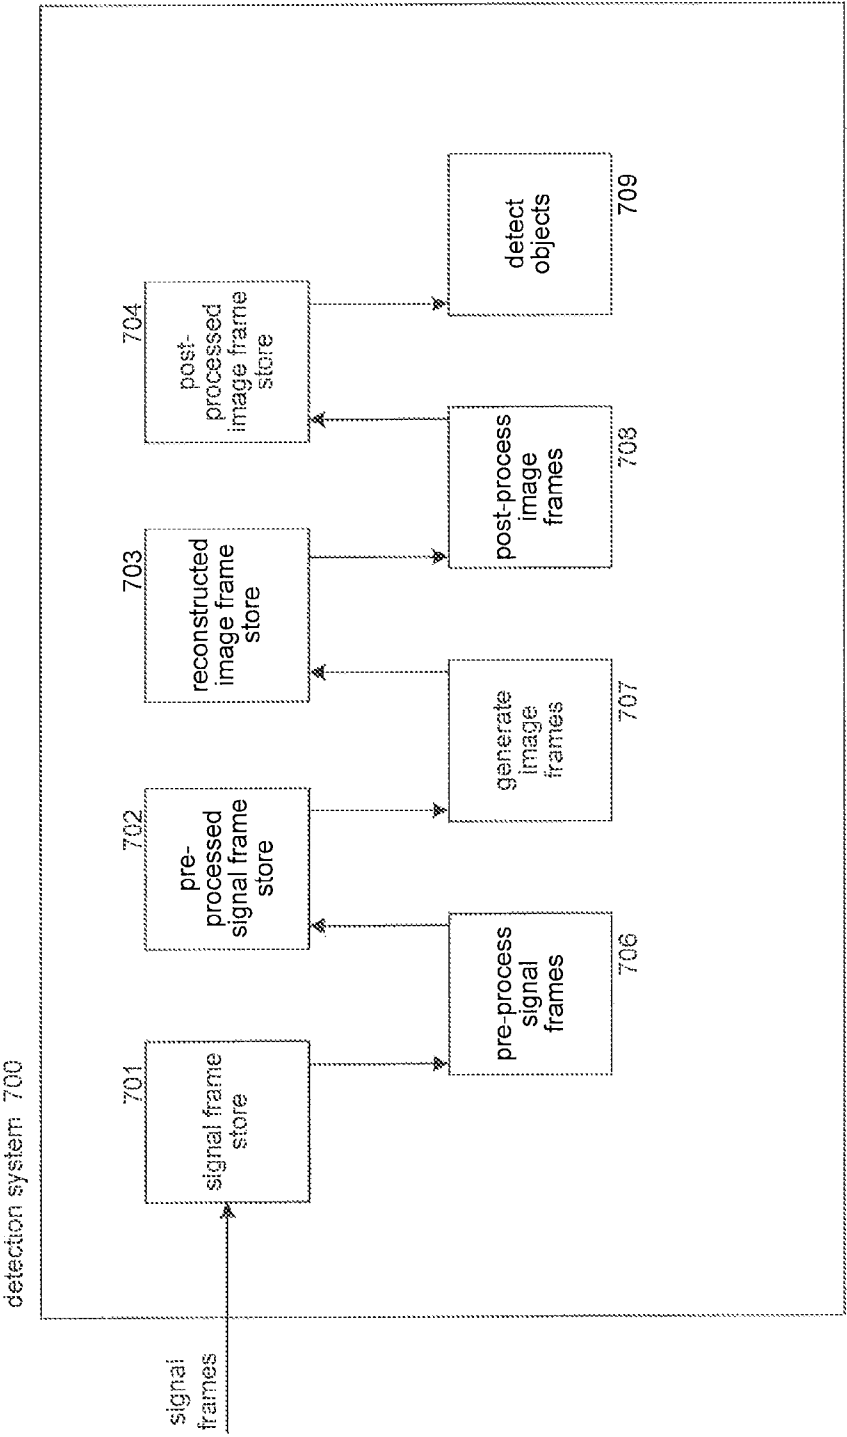 detection system 700
signal
frames
701
signal frame
store
702
pre-
processed
signal frame
store
703
reconstructed
image frame
store
704
post-
processed
image frame
store
pre-process
signal
frames
706
generate
image
frames
707
post-process
image
frames
708
detect
objects
709